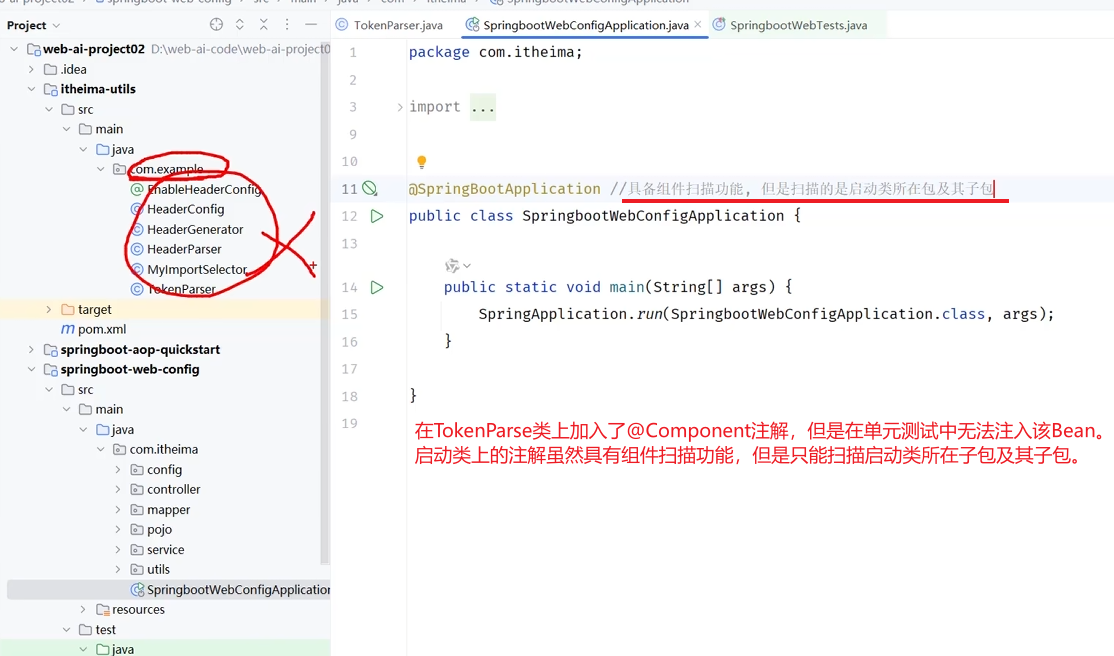 Project
web-ai-project02 D:\web-ai-code\web-ai-project0
.idea
itheima-utils
src
main
java
com.example
EnableHeaderConfig
HeaderConfig
HeaderGenerator
HeaderParser
MyImportSelector
TokenParser
target
pom.xml
springboot-aop-quickstart
springboot-web-config
src
main
java
com.itheima
config
controller
mapper
pojo
service
utils
SpringbootWebConfigApplication
resources
test
java
TokenParser.java
SpringbootWebConfigApplication.java
SpringbootWebTests.java
1 package com.itheima;
2
3 import ...
9
10
11 @SpringBootApplication //具备组件扫描功能, 但是扫描的是启动类所在包及其子包
12 public class SpringbootWebConfigApplication {
13
14 public static void main(String[] args) {
15 SpringApplication.run(SpringbootWebConfigApplication.class, args);
16 }
17
18 }
19
在TokenParse类上加入了@Component注解，但是在单元测试中无法注入该Bean。
启动类上的注解虽然具有组件扫描功能，但是只能扫描启动类所在子包及其子包。